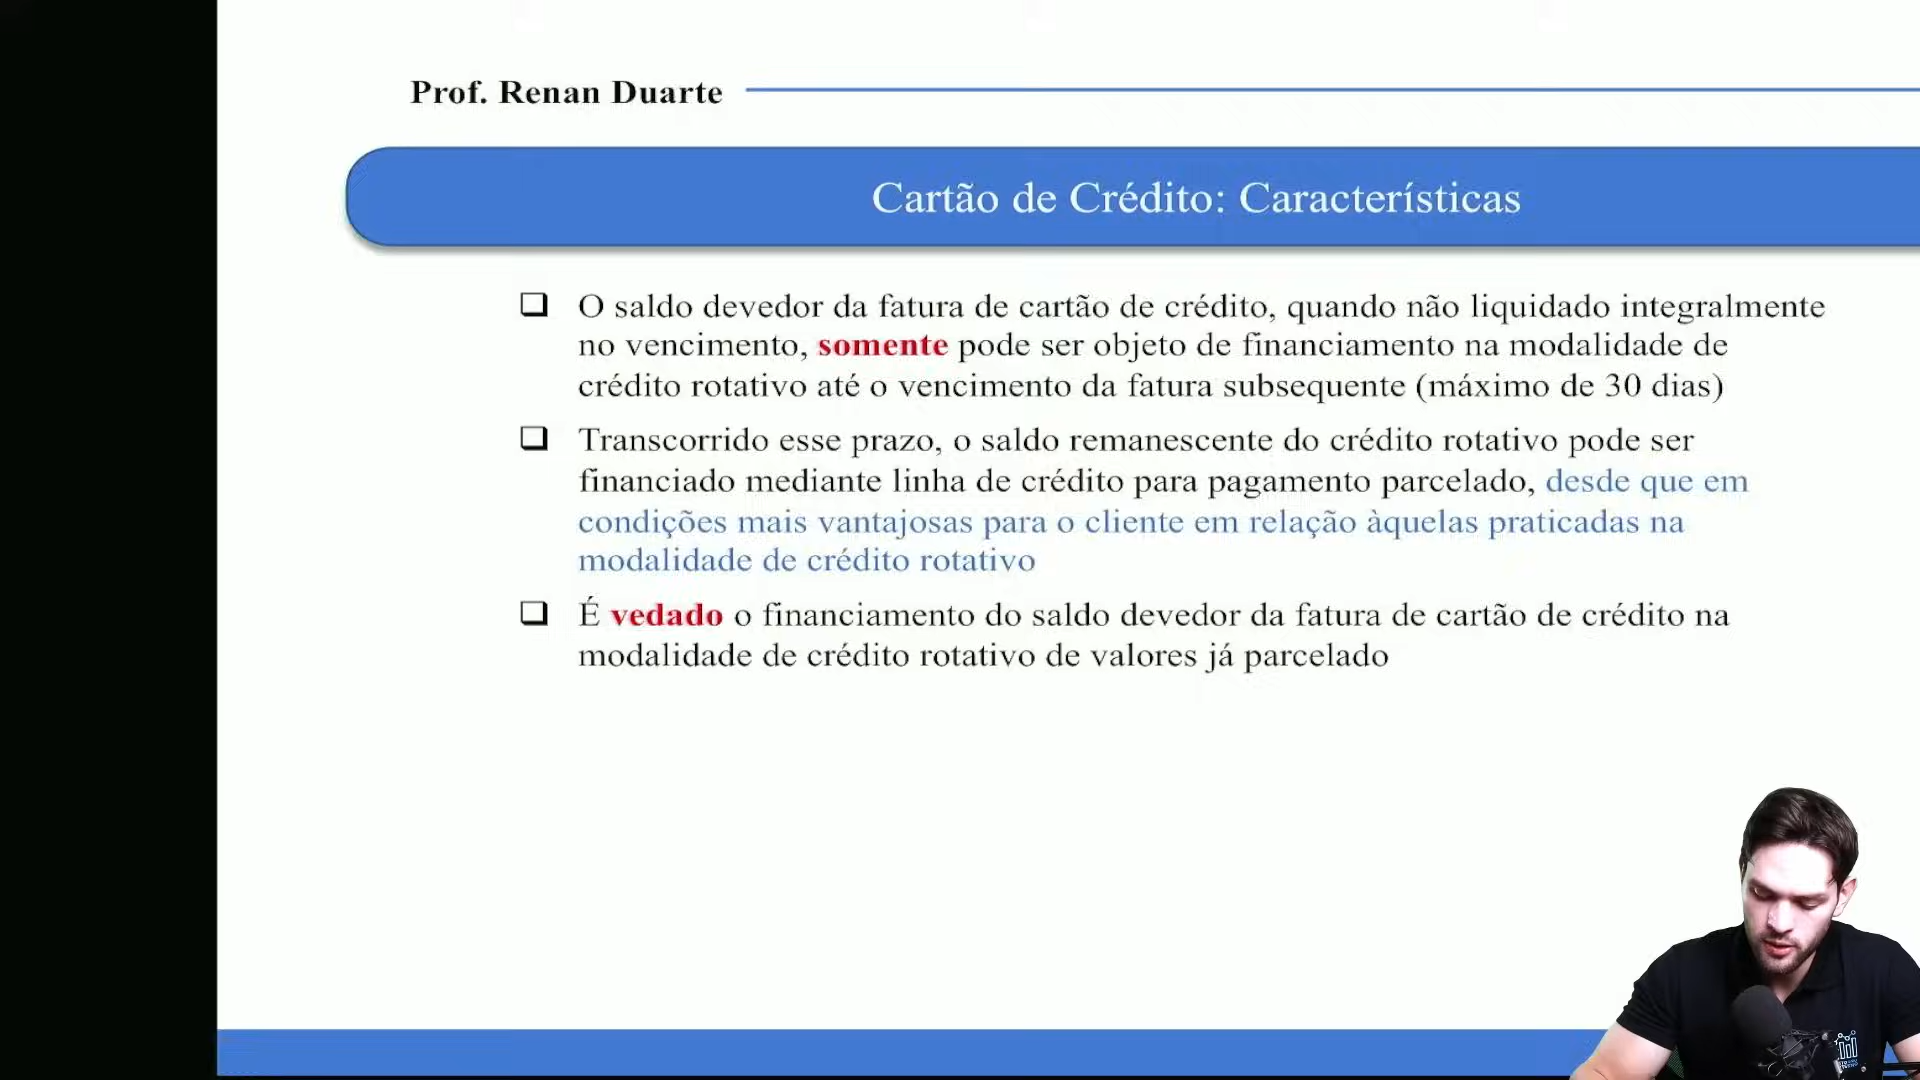 Prof. Renan Duarte
Cartão de Crédito: Características
O saldo devedor da fatura de cartão de crédito, quando não liquidado integralmente
no vencimento, somente pode ser objeto de financiamento na modalidade de
crédito rotativo até o vencimento da fatura subsequente (máximo de 30 dias)
Transcorrido esse prazo, o saldo remanescente do crédito rotativo pode ser
financiado mediante linha de crédito para pagamento parcelado, desde que em
condições mais vantajosas para o cliente em relação àquelas praticadas na
modalidade de crédito rotativo
É vedado o financiamento do saldo devedor da fatura de cartão de crédito na
modalidade de crédito rotativo de valores já parcelado